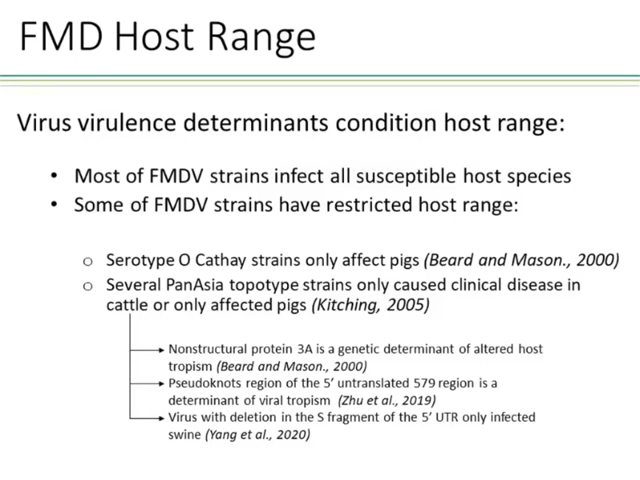 FMD Host Range
Virus virulence determinants condition host range:
• Most of FMDV strains infect all susceptible host species
• Some of FMDV strains have restricted host range:
o Serotype O Cathay strains only affect pigs (Beard and Mason., 2000)
o Several PanAsia topotype strains only caused clinical disease in
cattle or only affected pigs (Kitching, 2005)
Nonstructural protein 3A is a genetic determinant of altered host
tropism (Beard and Mason., 2000)
Pseudoknots region of the 5’ untranslated 579 region is a
determinant of viral tropism (Zhu et al., 2019)
Virus with deletion in the S fragment of the 5’ UTR only infected
swine (Yang et al., 2020)